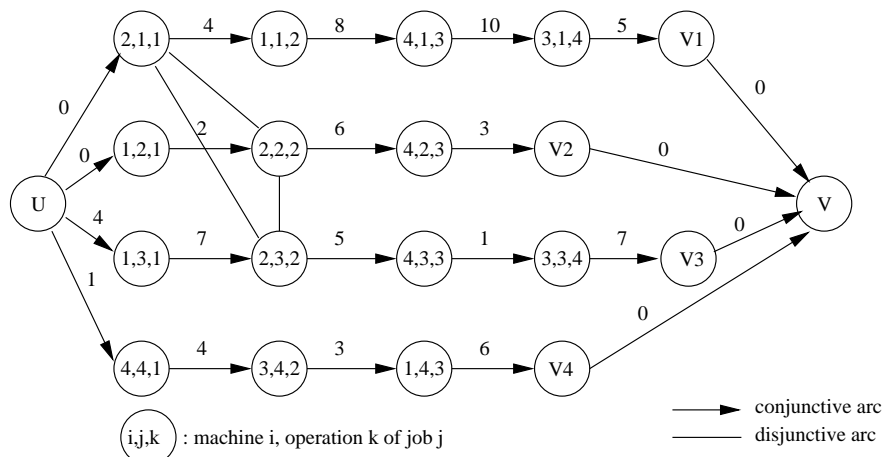 2,1,1 4 1,1,2 8 4,1,3 10 3,1,4 5 V1
0 0
1,2,1 2 2,2,2 6 4,2,3 3 V2
0 0
U V
4 0
1,3,1 7 2,3,2 5 4,3,3 1 3,3,4 7 V3
1 0
4,4,1 4 3,4,2 3 1,4,3 6 V4
i,j,k : machine i, operation k of job j
conjunctive arc
disjunctive arc